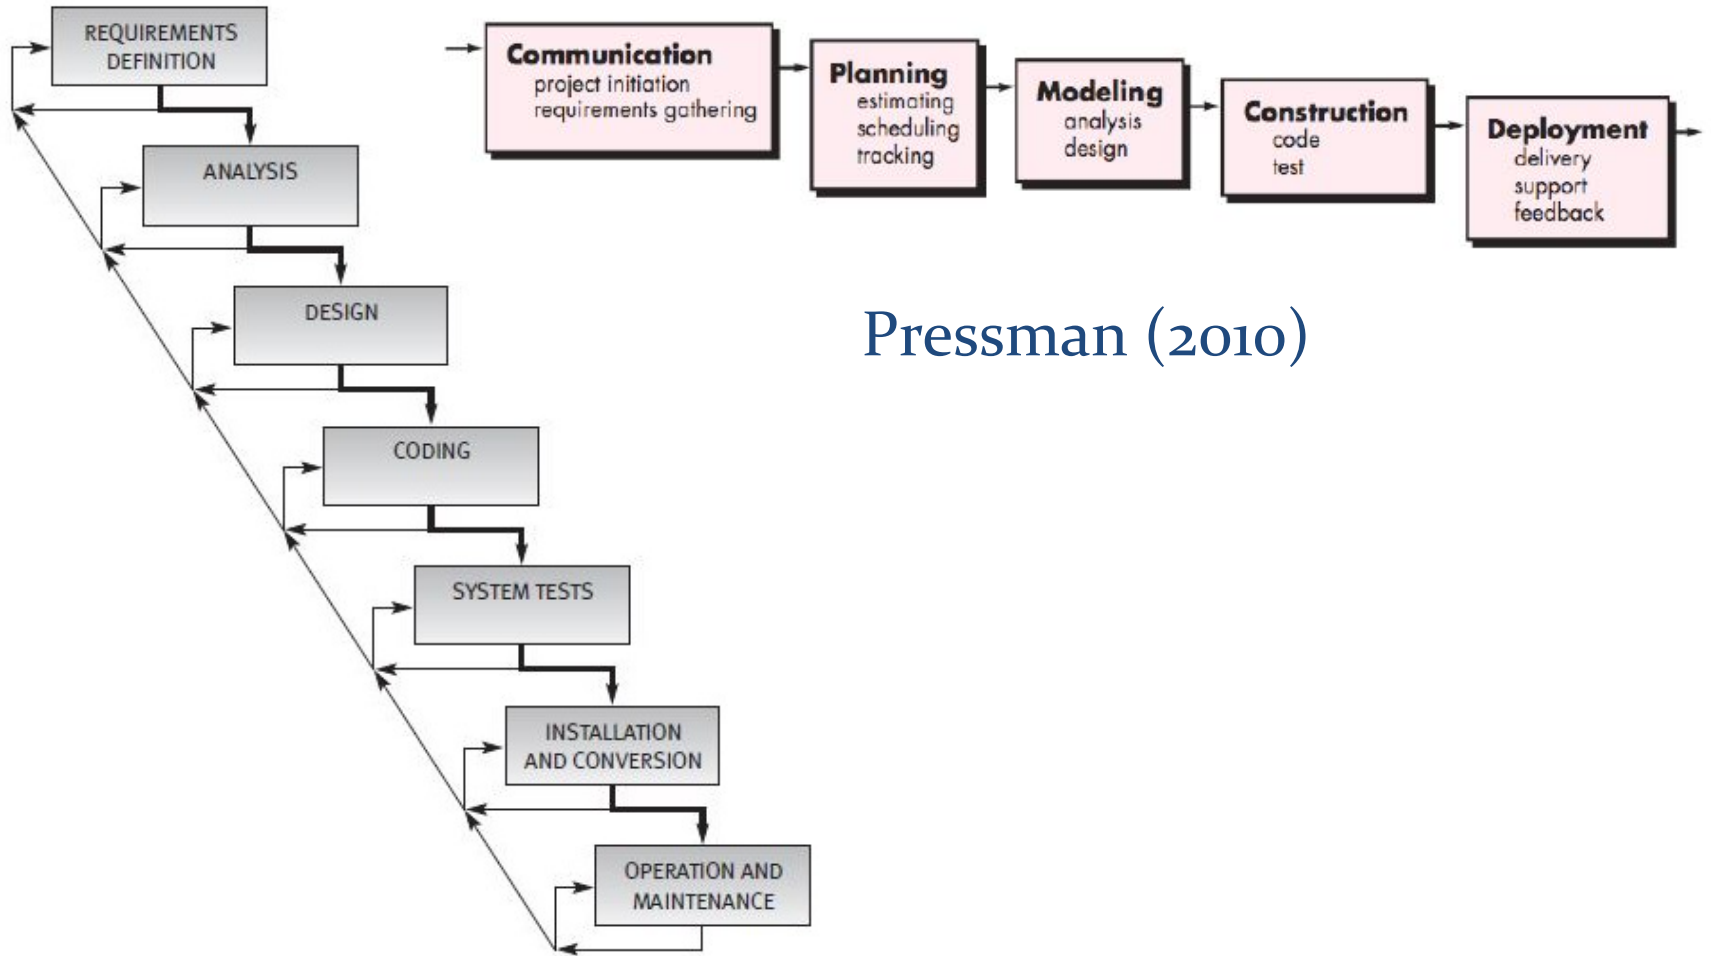 REQUIREMENTS
DEFINITION
ANALYSIS
DESIGN
CODING
SYSTEM TESTS
INSTALLATION
AND CONVERSION
OPERATION AND
MAINTENANCE
Communication
project initiation
requirements gathering
Planning
estimating
scheduling
tracking
Modeling
analysis
design
Construction
code
test
Deployment
delivery
support
feedback
Pressman (2010)